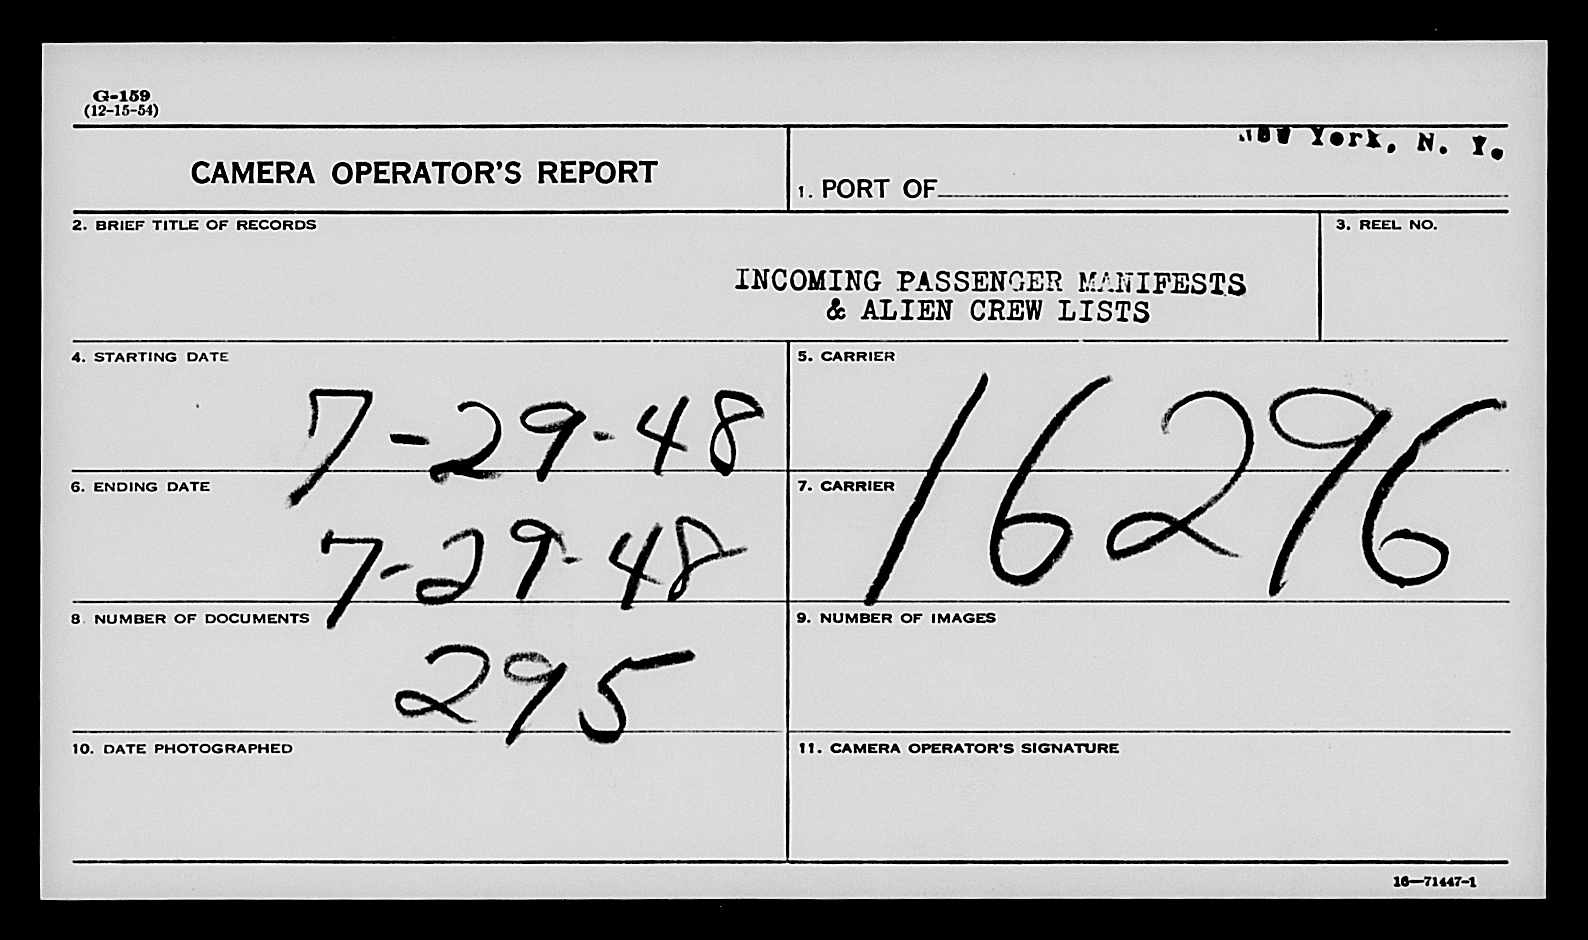 G-159
(12-15-54)
CAMERA OPERATOR'S REPORT
New York, N. Y.
1. PORT OF
2. BRIEF TITLE OF RECORDS
3. REEL NO.
INCOMING PASSENGER MANIFESTS
& ALIEN CREW LISTS
4. STARTING DATE
7-29-48
5. CARRIER
16296
6. ENDING DATE
7-29-48
7. CARRIER
8. NUMBER OF DOCUMENTS
295
9. NUMBER OF IMAGES
10. DATE PHOTOGRAPHED
11. CAMERA OPERATOR'S SIGNATURE
16—71447-1